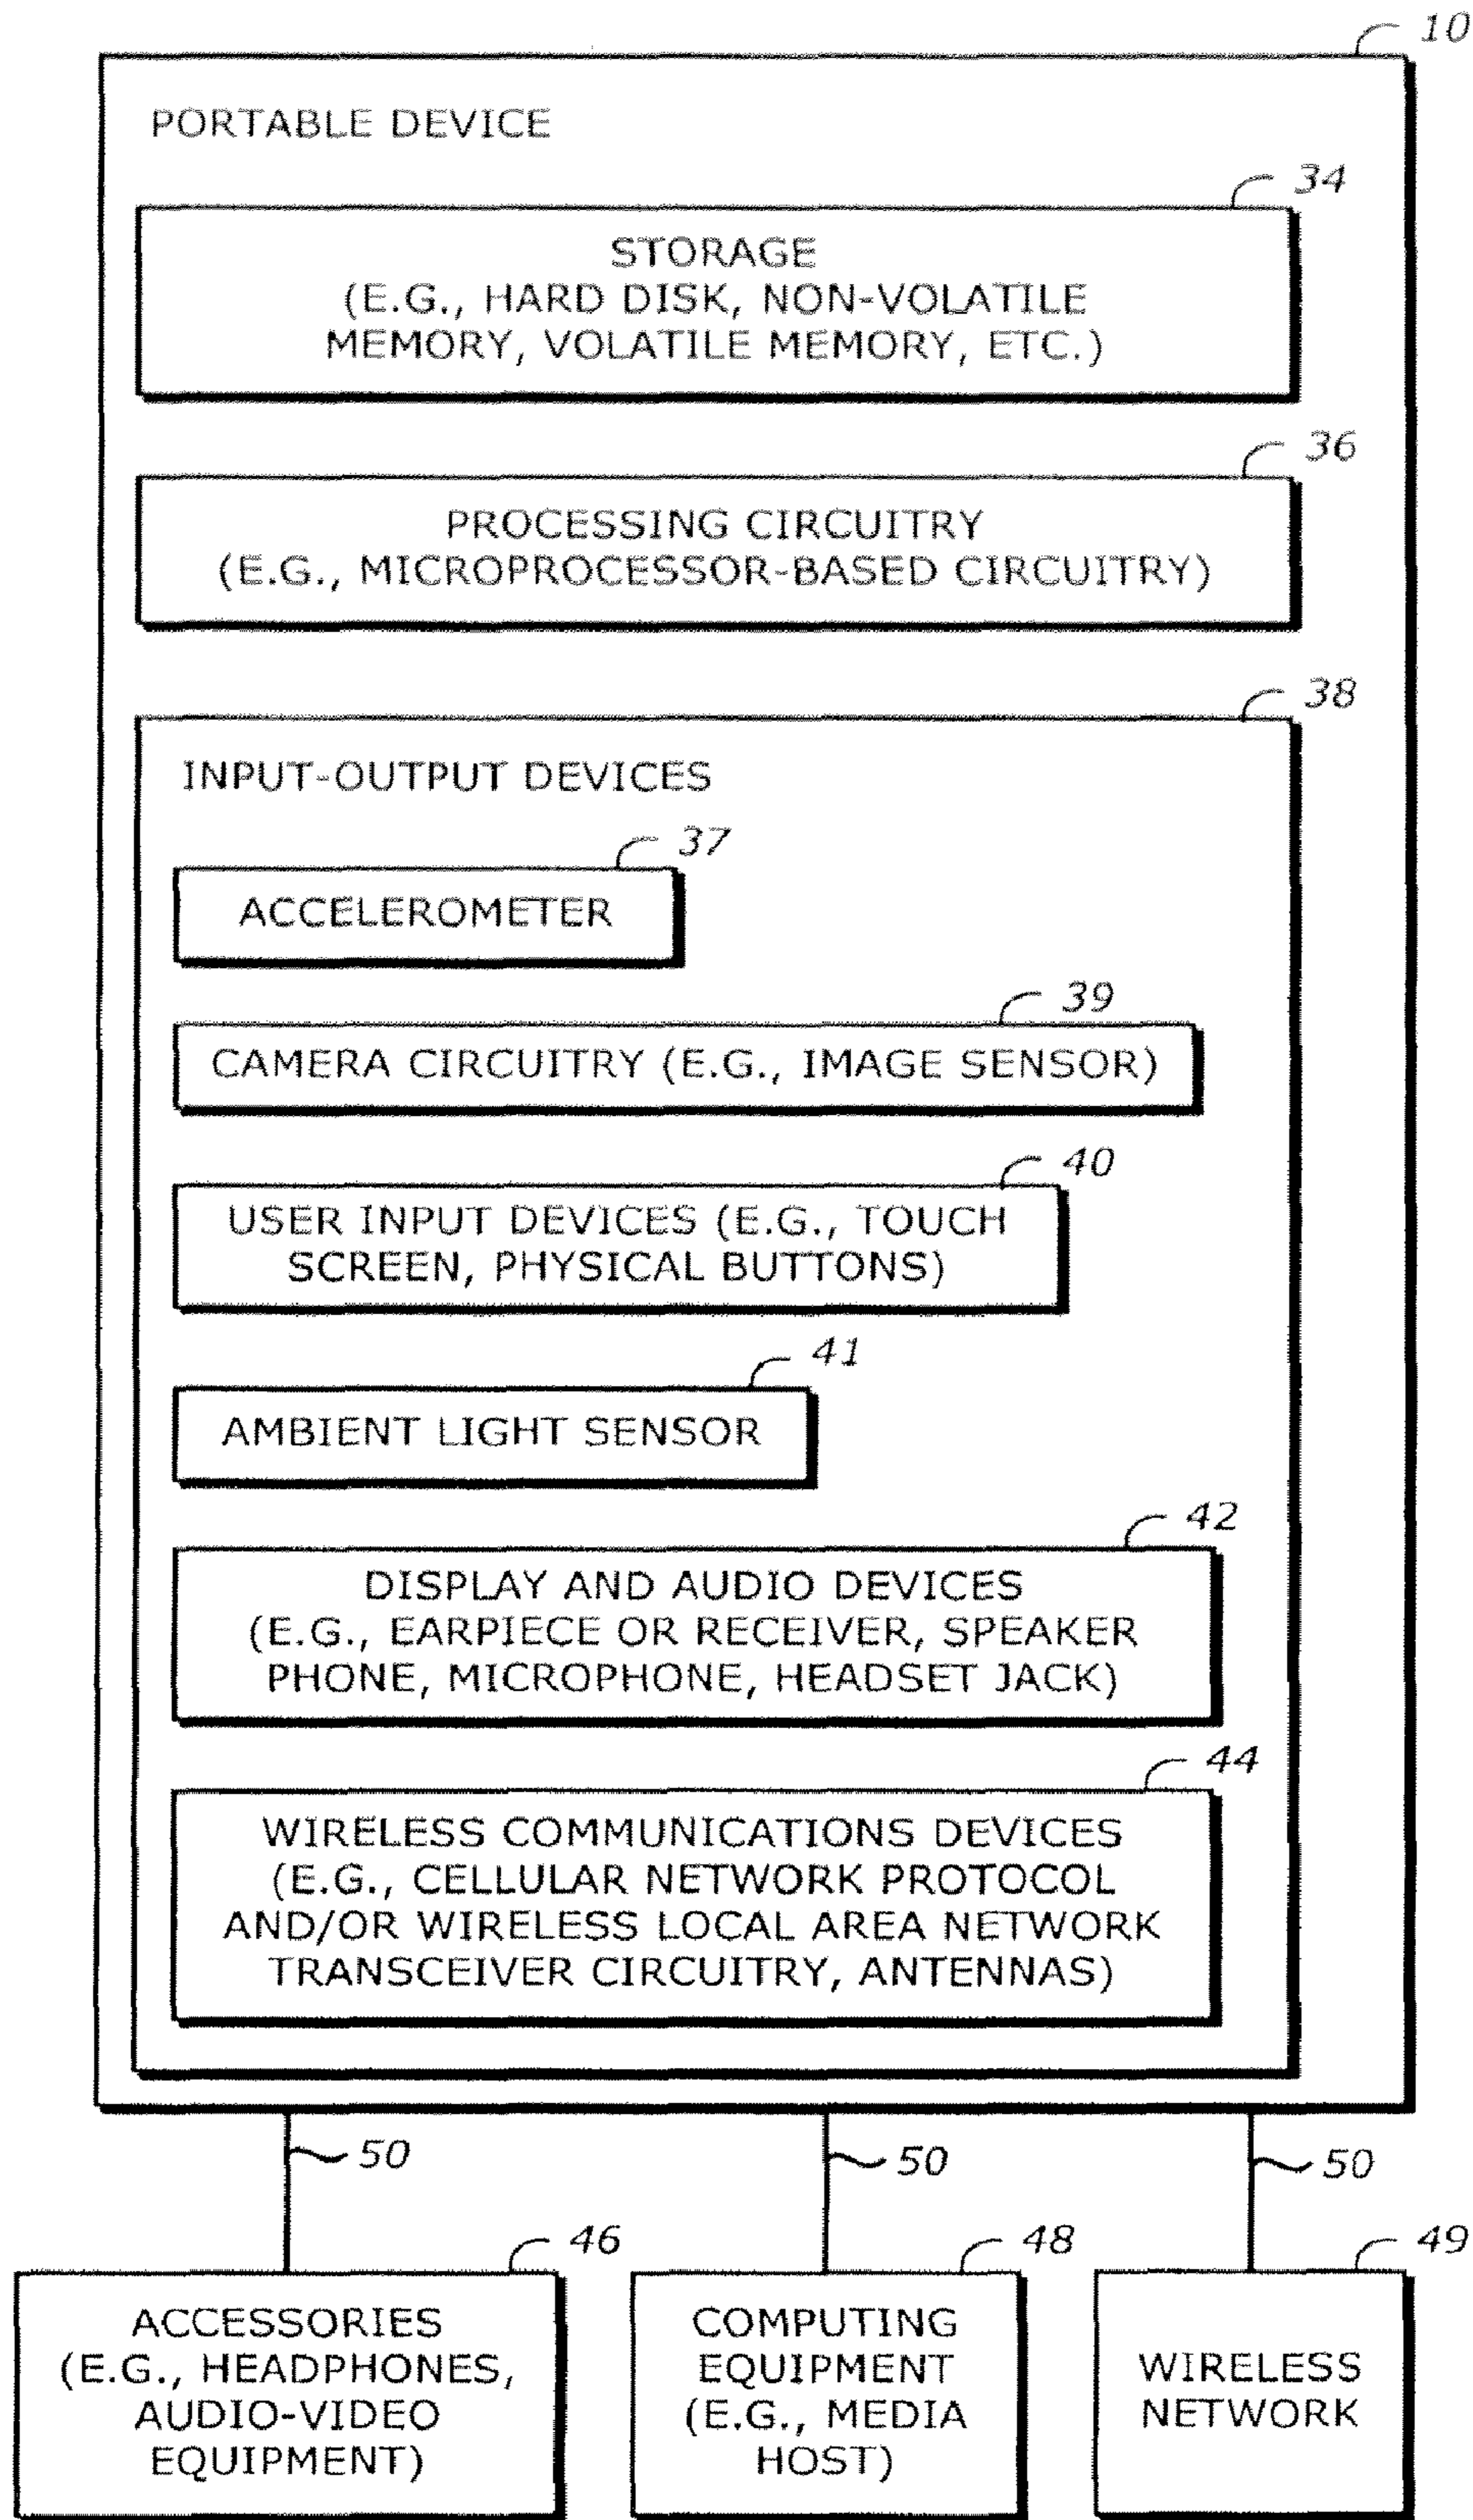 10
PORTABLE DEVICE
34
STORAGE
(E.G., HARD DISK, NON-VOLATILE
MEMORY, VOLATILE MEMORY, ETC.)
36
PROCESSING CIRCUITRY
(E.G., MICROPROCESSOR-BASED CIRCUITRY)
38
INPUT-OUTPUT DEVICES
37
ACCELEROMETER
39
CAMERA CIRCUITRY (E.G., IMAGE SENSOR)
40
USER INPUT DEVICES (E.G., TOUCH
SCREEN, PHYSICAL BUTTONS)
41
AMBIENT LIGHT SENSOR
42
DISPLAY AND AUDIO DEVICES
(E.G., EARPIECE OR RECEIVER, SPEAKER
PHONE, MICROPHONE, HEADSET JACK)
44
WIRELESS COMMUNICATIONS DEVICES
(E.G., CELLULAR NETWORK PROTOCOL
AND/OR WIRELESS LOCAL AREA NETWORK
TRANSCEIVER CIRCUITRY, ANTENNAS)
50
50
50
46
ACCESSORIES
(E.G., HEADPHONES,
AUDIO-VIDEO
EQUIPMENT)
48
COMPUTING
EQUIPMENT
(E.G., MEDIA
HOST)
49
WIRELESS
NETWORK